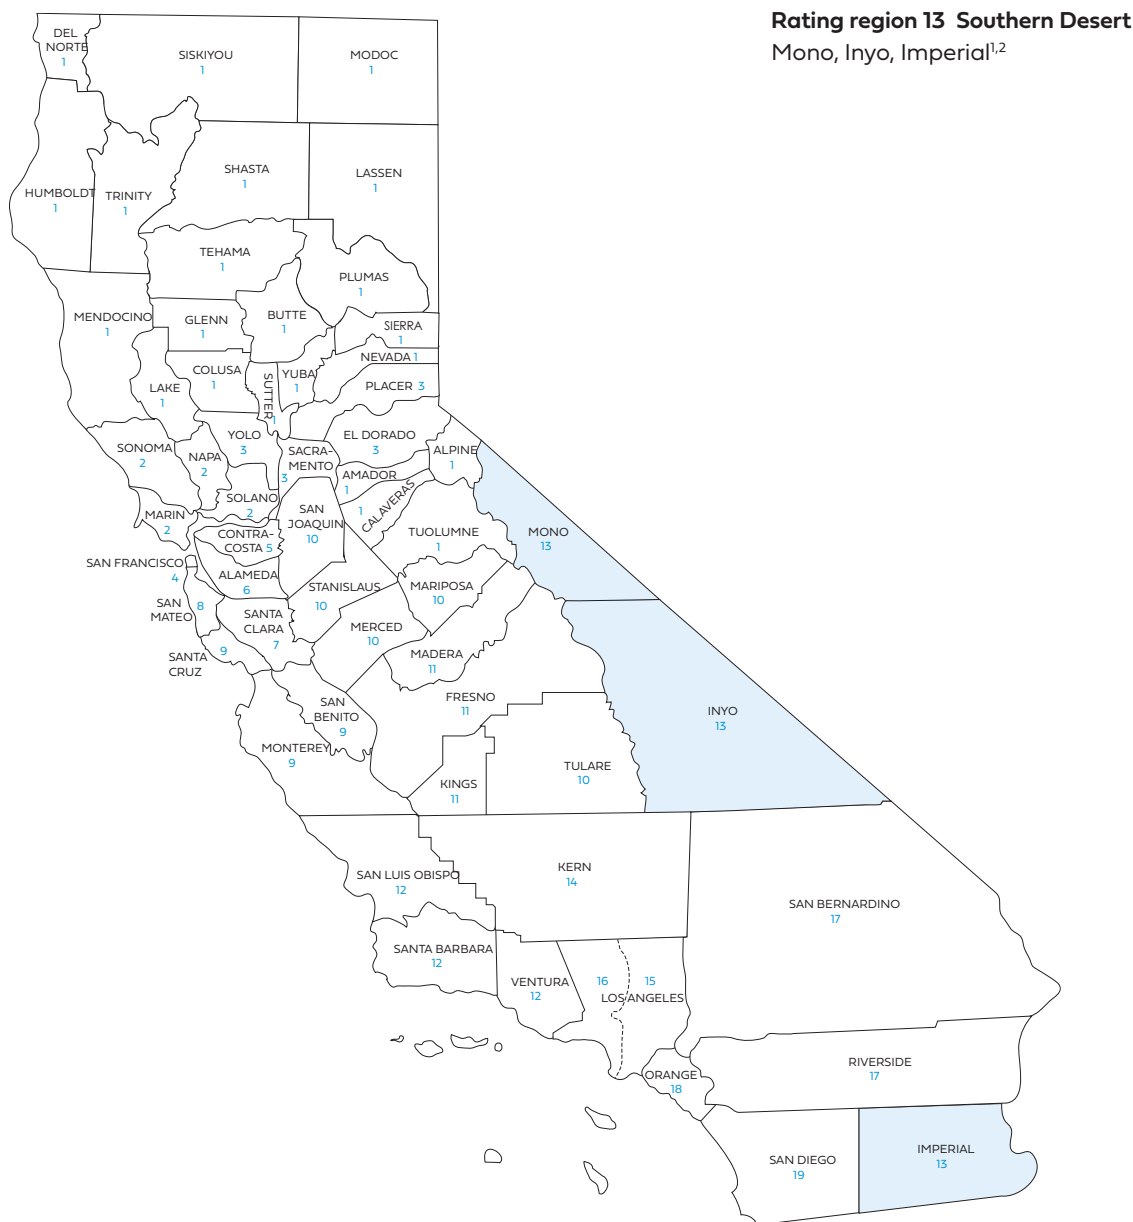 Rating region 13 Southern Desert
Mono, Inyo, Imperial1,2
DEL
NORTE
1
SISKIYOU
1
MODOC
1
HUMBOLDT
1
TRINITY
1
SHASTA
1
LASSEN
1
TEHAMA
1
PLUMAS
1
MENDOCINO
1
GLENN
1
BUTTE
1
SIERRA
1
NEVADA 1
COLUSA
1
SUTTER
1
YUBA
1
PLACER 3
LAKE
1
SONOMA
2
NAPA
2
YOLO
3
SACRA-
MENTO
3
EL DORADO
3
ALPINE
1
AMADOR
1
CALAVERAS
1
SOLANO
2
MARIN
2
SAN
JOAQUIN
10
CONTRA-
COSTA 5
TUOLUMNE
1
MONO
13
SAN FRANCISCO
4
ALAMEDA
6
STANISLAUS
10
MARIPOSA
10
SAN
MATEO
8
SANTA
CLARA
7
MERCED
10
SANTA
CRUZ
9
MADERA
11
SAN
BENITO
9
FRESNO
11
INYO
13
MONTEREY
9
KINGS
11
TULARE
10
SAN LUIS OBISPO
12
KERN
14
SAN BERNARDINO
17
SANTA BARBARA
12
VENTURA
12
16
15
LOS ANGELES
ORANGE
18
RIVERSIDE
17
SAN DIEGO
19
IMPERIAL
13